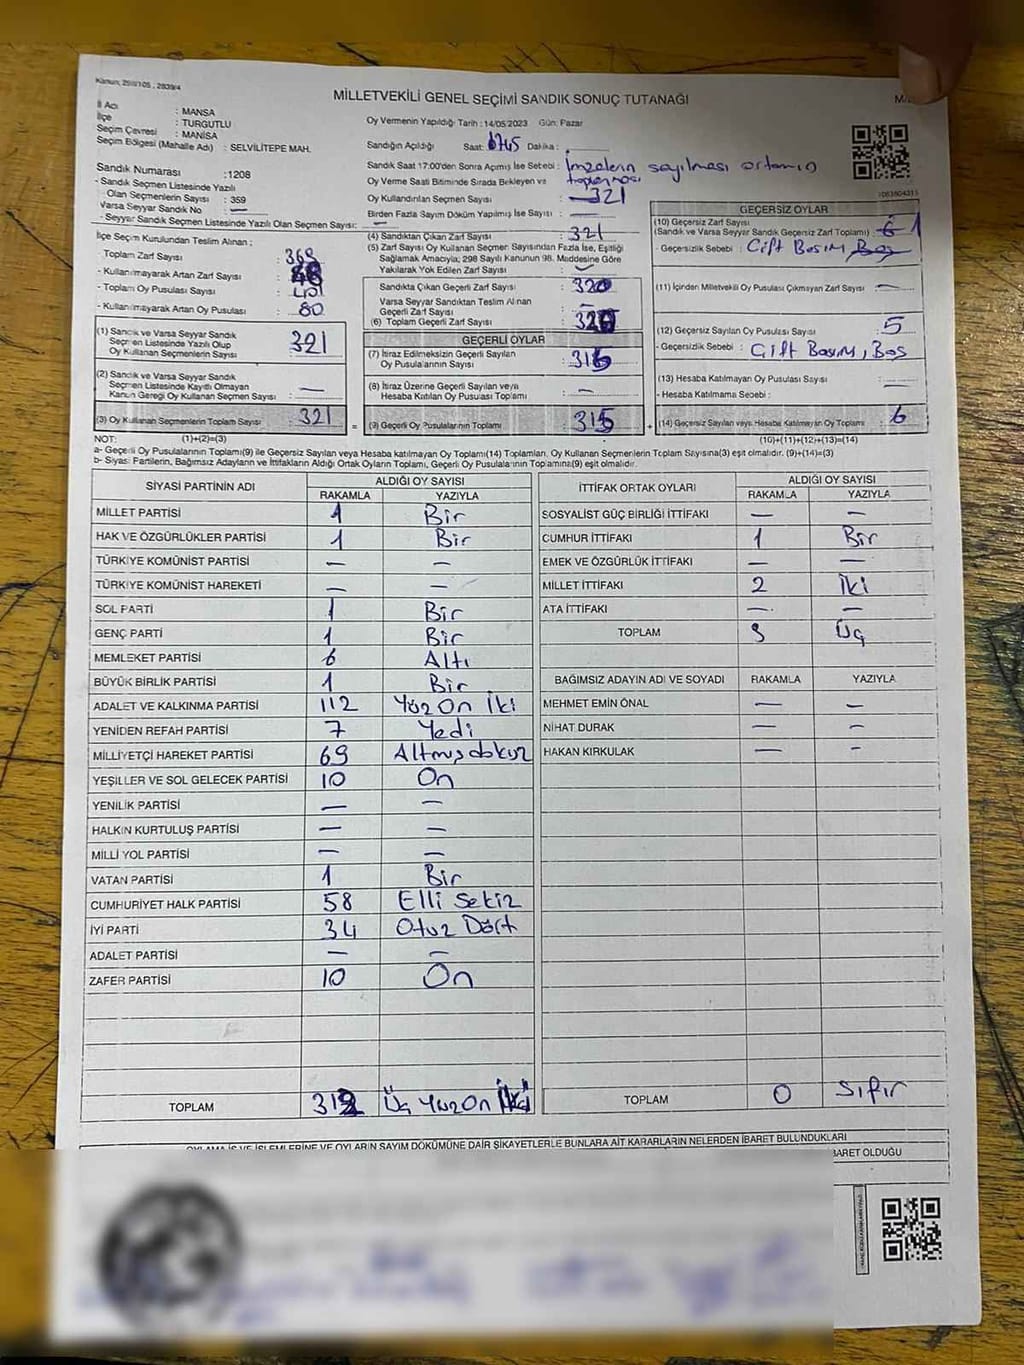 Kanun; 298/105, 2839/4
MİLLETVEKİLİ GENEL SEÇİMİ SANDIK SONUÇ TUTANAĞI
İl Adı : MANİSA
İlçe : TURGUTLU
Seçim Çevresi : MANİSA
Seçim Bölgesi (Mahalle Adı) : SELVİLİTEPE MAH.
Sandık Numarası : 1208
- Sandık Seçmen Listesinde Yazılı
Olan Seçmenlerin Sayısı : 359
Varsa Seyyar Sandık No —
- Seyyar Sandık Seçmen Listesinde Yazılı Olan Seçmen Sayısı: —
Oy Vermenin Yapıldığı Tarih : 14/05/2023 Gün: Pazar
Sandığın Açıldığı Saat: 1745 Dakika :
Sandık Saat 17:00'den Sonra Açılmış İse Sebebi : İmzaların sayılması ortamın
toplanması
Oy Verme Saati Bitiminde Sırada Bekleyen ve
Oy Kullandırılan Seçmen Sayısı : 321
Birden Fazla Sayım Döküm Yapılmış İse Sayısı : —
1063604315
İlçe Seçim Kurulundan Teslim Alınan ;
- Toplam Zarf Sayısı : 369
- Kullanılmayarak Artan Zarf Sayısı : 48
- Toplam Oy Pusulası Sayısı : 401
- Kullanılmayarak Artan Oy Pusulası : 80
(1) Sandık ve Varsa Seyyar Sandık
Seçmen Listesinde Yazılı Olup
Oy Kullanan Seçmenlerin Sayısı : 321
(2) Sandık ve Varsa Seyyar Sandık
Seçmen Listesinde Kayıtlı Olmayan
Kanun Gereği Oy Kullanan Seçmen Sayısı : —
(3) Oy Kullanan Seçmenlerin Toplam Sayısı : 321
(4) Sandıktan Çıkan Zarf Sayısı : 321
(5) Zarf Sayısı Oy Kullanan Seçmen Sayısından Fazla İse, Eşitliği
Sağlamak Amacıyla; 298 Sayılı Kanunun 98. Maddesine Göre
Yakılarak Yok Edilen Zarf Sayısı : —
Sandıkta Çıkan Geçerli Zarf Sayısı : 320
Varsa Seyyar Sandıktan Teslim Alınan
Geçerli Zarf Sayısı : —
(6) Toplam Geçerli Zarf Sayısı : 320
GEÇERLİ OYLAR
(7) İtiraz Edilmeksizin Geçerli Sayılan
Oy Pusulalarının Sayısı : 315
(8) İtiraz Üzerine Geçerli Sayılan veya
Hesaba Katılan Oy Pusulası Toplamı : —
(9) Geçerli Oy Pusulalarının Toplamı : 315
GEÇERSİZ OYLAR
(10) Geçersiz Zarf Sayısı
(Sandık ve Varsa Seyyar Sandık Geçersiz Zarf Toplamı) : 6 1
- Geçersizlik Sebebi : Çift Basım, Boş
(11) İçinden Milletvekili Oy Pusulası Çıkmayan Zarf Sayısı : —
(12) Geçersiz Sayılan Oy Pusulası Sayısı : 5
- Geçersizlik Sebebi : Çift Basım, Boş
(13) Hesaba Katılmayan Oy Pusulası Sayısı : —
- Hesaba Katılmama Sebebi :
(14) Geçersiz Sayılan veya Hesaba Katılmayan Oy Toplamı : 6
NOT: (1)+(2)=(3) (10)+(11)+(12)+(13)=(14)
a- Geçerli Oy Pusulalarının Toplamı(9) ile Geçersiz Sayılan veya Hesaba katılmayan Oy Toplamı(14) Toplamları, Oy Kullanan Seçmenlerin Toplam Sayısına(3) eşit olmalıdır. (9)+(14)=(3)
b- Siyasi Partilerin, Bağımsız Adayların ve İttifakların Aldığı Ortak Oyların Toplamı, Geçerli Oy Pusulalarının Toplamına(9) eşit olmalıdır.
SİYASİ PARTİNİN ADI ALDIĞI OY SAYISI
RAKAMLA YAZIYLA
MİLLET PARTİSİ 1 Bir
HAK VE ÖZGÜRLÜKLER PARTİSİ 1 Bir
TÜRKİYE KOMÜNİST PARTİSİ — —
TÜRKİYE KOMÜNİST HAREKETİ — —
SOL PARTİ 1 Bir
GENÇ PARTİ 1 Bir
MEMLEKET PARTİSİ 6 Altı
BÜYÜK BİRLİK PARTİSİ 1 Bir
ADALET VE KALKINMA PARTİSİ 112 Yüz On İki
YENİDEN REFAH PARTİSİ 7 Yedi
MİLLİYETÇİ HAREKET PARTİSİ 69 Altmış dokuz
YEŞİLLER VE SOL GELECEK PARTİSİ 10 On
YENİLİK PARTİSİ — —
HALKIN KURTULUŞ PARTİSİ — —
MİLLİ YOL PARTİSİ — —
VATAN PARTİSİ 1 Bir
CUMHURİYET HALK PARTİSİ 58 Elli Sekiz
İYİ PARTİ 34 Otuz Dört
ADALET PARTİSİ — —
ZAFER PARTİSİ 10 On
TOPLAM 312 Üç Yüz On İki
İTTİFAK ORTAK OYLARI ALDIĞI OY SAYISI
RAKAMLA YAZIYLA
SOSYALİST GÜÇ BİRLİĞİ İTTİFAKI — —
CUMHUR İTTİFAKI 1 Bir
EMEK VE ÖZGÜRLÜK İTTİFAKI — —
MİLLET İTTİFAKI 2 İki
ATA İTTİFAKI — —
TOPLAM 3 Üç
BAĞIMSIZ ADAYIN ADI VE SOYADI RAKAMLA YAZIYLA
MEHMET EMİN ÖNAL — —
NİHAT DURAK — —
HAKAN KIRKULAK — —
TOPLAM 0 Sıfır
OYLAMA İŞ VE İŞLEMLERİNE VE OYLARIN SAYIM DÖKÜMÜNE DAİR ŞİKAYETLERLE BUNLARA AİT KARARLARIN NELERDEN İBARET BULUNDUKLARI
İBARET OLDUĞU